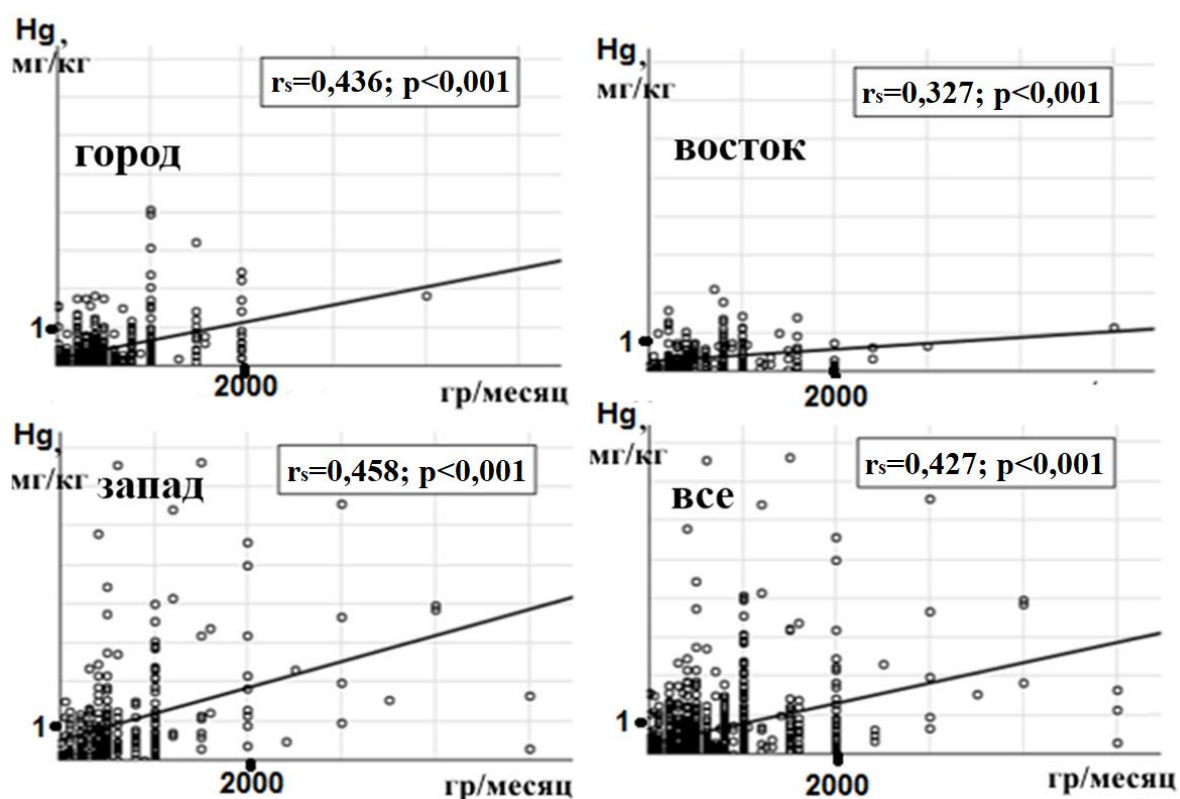 Hg,
мг/кг
rs=0,436; p<0,001
город
1
2000
гр/месяц
Hg,
мг/кг
rs=0,327; p<0,001
восток
1
2000
гр/месяц
Hg,
мг/кг
rs=0,458; p<0,001
запад
1
2000
гр/месяц
Hg,
мг/кг
rs=0,427; p<0,001
все
1
2000
гр/месяц